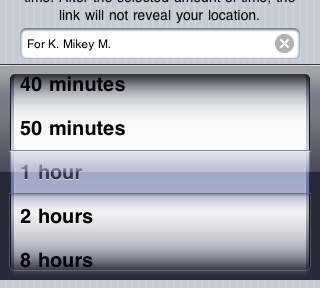 time. After the selected amount of time, the
link will not reveal your location.
For K. Mikey M.
40 minutes
50 minutes
1 hour
2 hours
8 hours